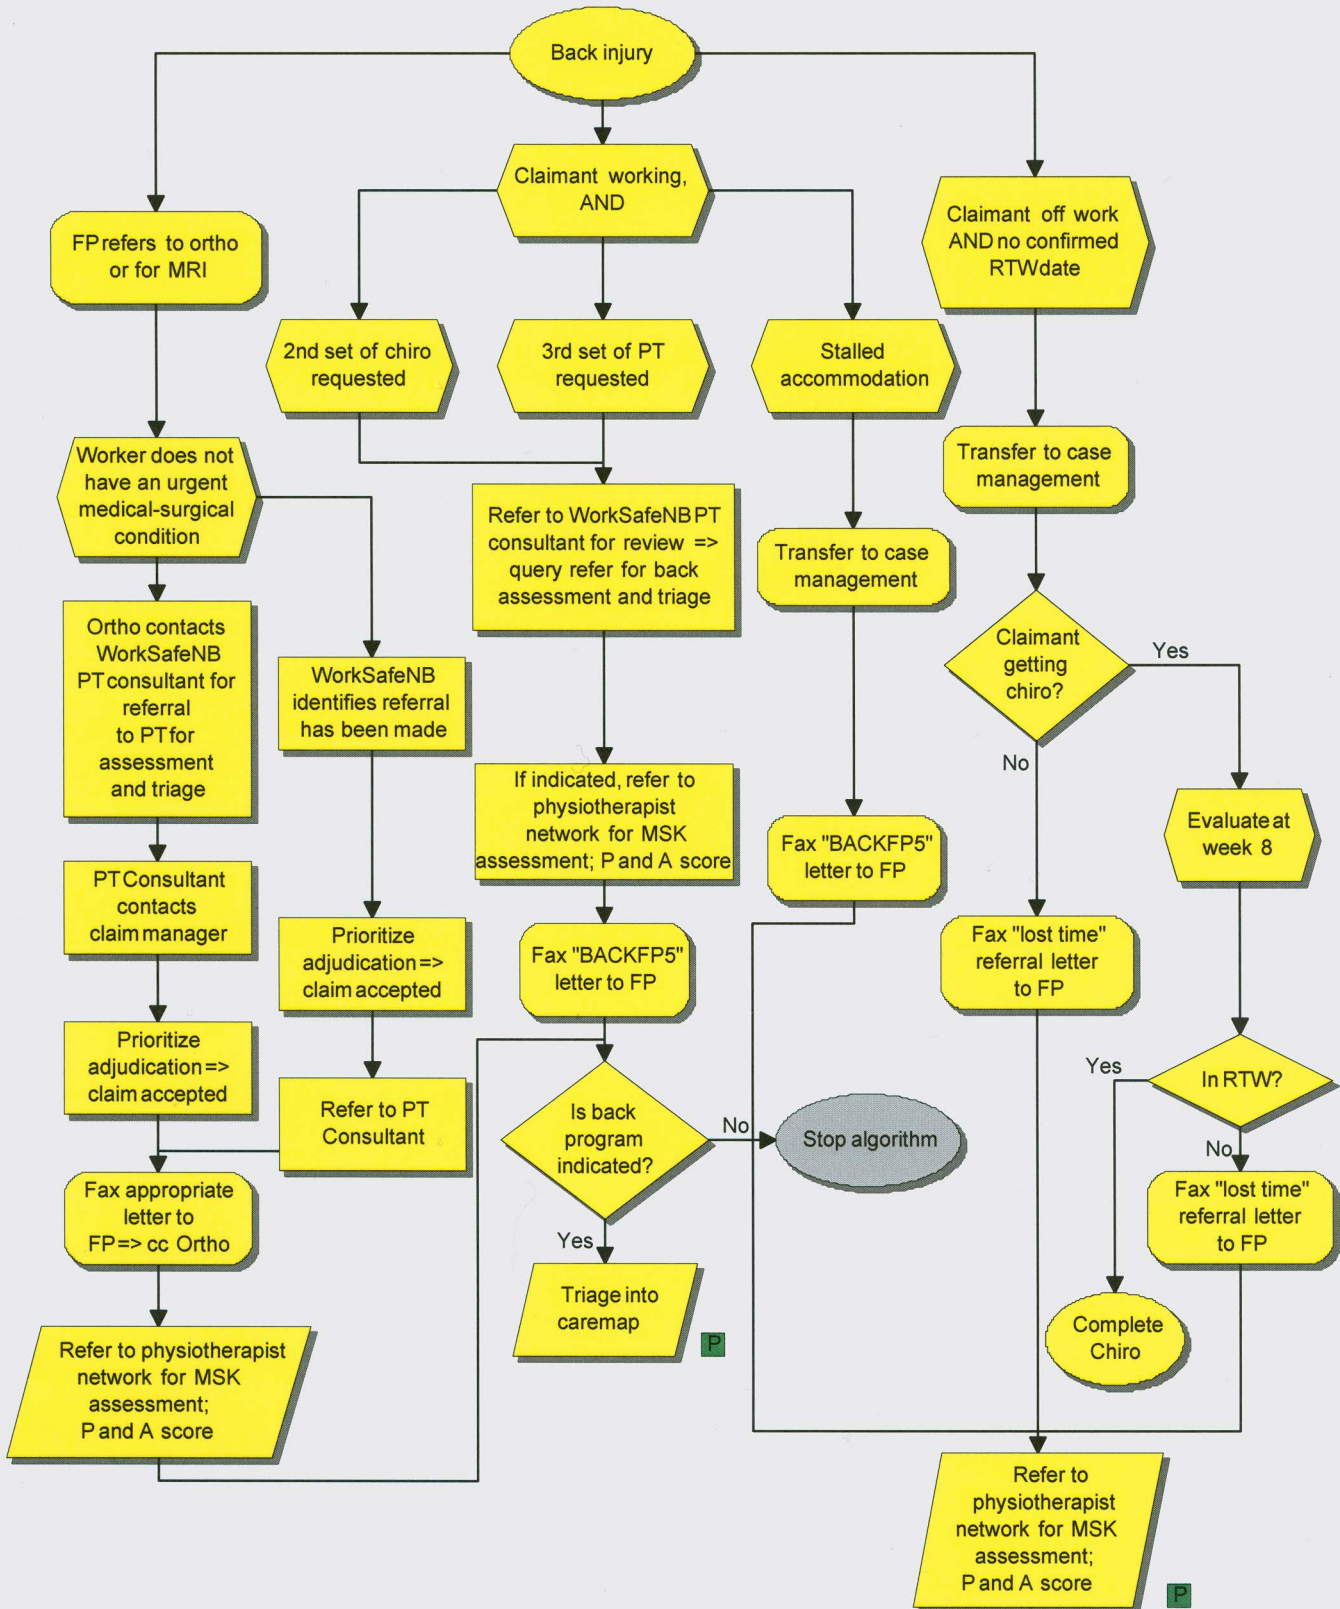 Back injury
Claimant working,
AND
Claimant off work
AND no confirmed
RTW date
FP refers to ortho
or for MRI
2nd set of chiro
requested
3rd set of PT
requested
Stalled
accommodation
Transfer to case
management
Worker does not
have an urgent
medical-surgical
condition
Refer to WorkSafeNB PT
consultant for review =>
query refer for back
assessment and triage
Transfer to case
management
Ortho contacts
WorkSafeNB
PT consultant for
referral
to PT for
assessment
and triage
WorkSafeNB
identifies referral
has been made
Claimant
getting
chiro?
Yes
No
If indicated, refer to
physiotherapist
network for MSK
assessment; P and A score
Fax "BACKFP5"
letter to FP
Evaluate at
week 8
PT Consultant
contacts
claim manager
Prioritize
adjudication =>
claim accepted
Fax "BACKFP5"
letter to FP
Fax "lost time"
referral letter
to FP
Prioritize
adjudication =>
claim accepted
Refer to PT
Consultant
Is back
program
indicated?
No
Stop algorithm
Yes
In RTW?
No
Fax appropriate
letter to
FP => cc Ortho
Yes
Triage into
caremap
P
Fax "lost time"
referral letter
to FP
Complete
Chiro
Refer to physiotherapist
network for MSK
assessment;
P and A score
Refer to
physiotherapist
network for MSK
assessment;
P and A score
P